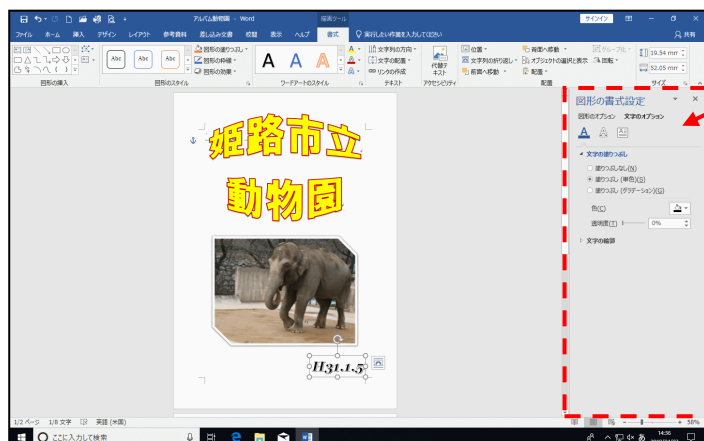 アルバム動物園 - Word
描画ツール
サインイン
ファイル ホーム 挿入 デザイン レイアウト 参考資料 差し込み文書 校閲 表示 ヘルプ 書式 実行したい作業を入力してください 共有
Abc Abc Abc
図形の塗りつぶし
図形の枠線
図形の効果
A A A
文字列の方向
文字の配置
リンクの作成
代替テキスト
位置
文字列の折り返し
前面へ移動
背面へ移動
オブジェクトの選択と表示
配置
グループ化
回転
19.54 mm
52.05 mm
図形の挿入 図形のスタイル ワードアートのスタイル テキスト アクセシビリティ 配置 サイズ
図形の書式設定
図形のオプション 文字のオプション
文字の塗りつぶし
塗りつぶしなし(N)
塗りつぶし (単色)(S)
塗りつぶし (グラデーション)(G)
色(C)
透明度(T) 0%
文字の輪郭
姫路市立
動物園
H31.1.5
1/2 ページ 1/8 文字 英語 (米国)
58%
ここに入力して検索
14:36